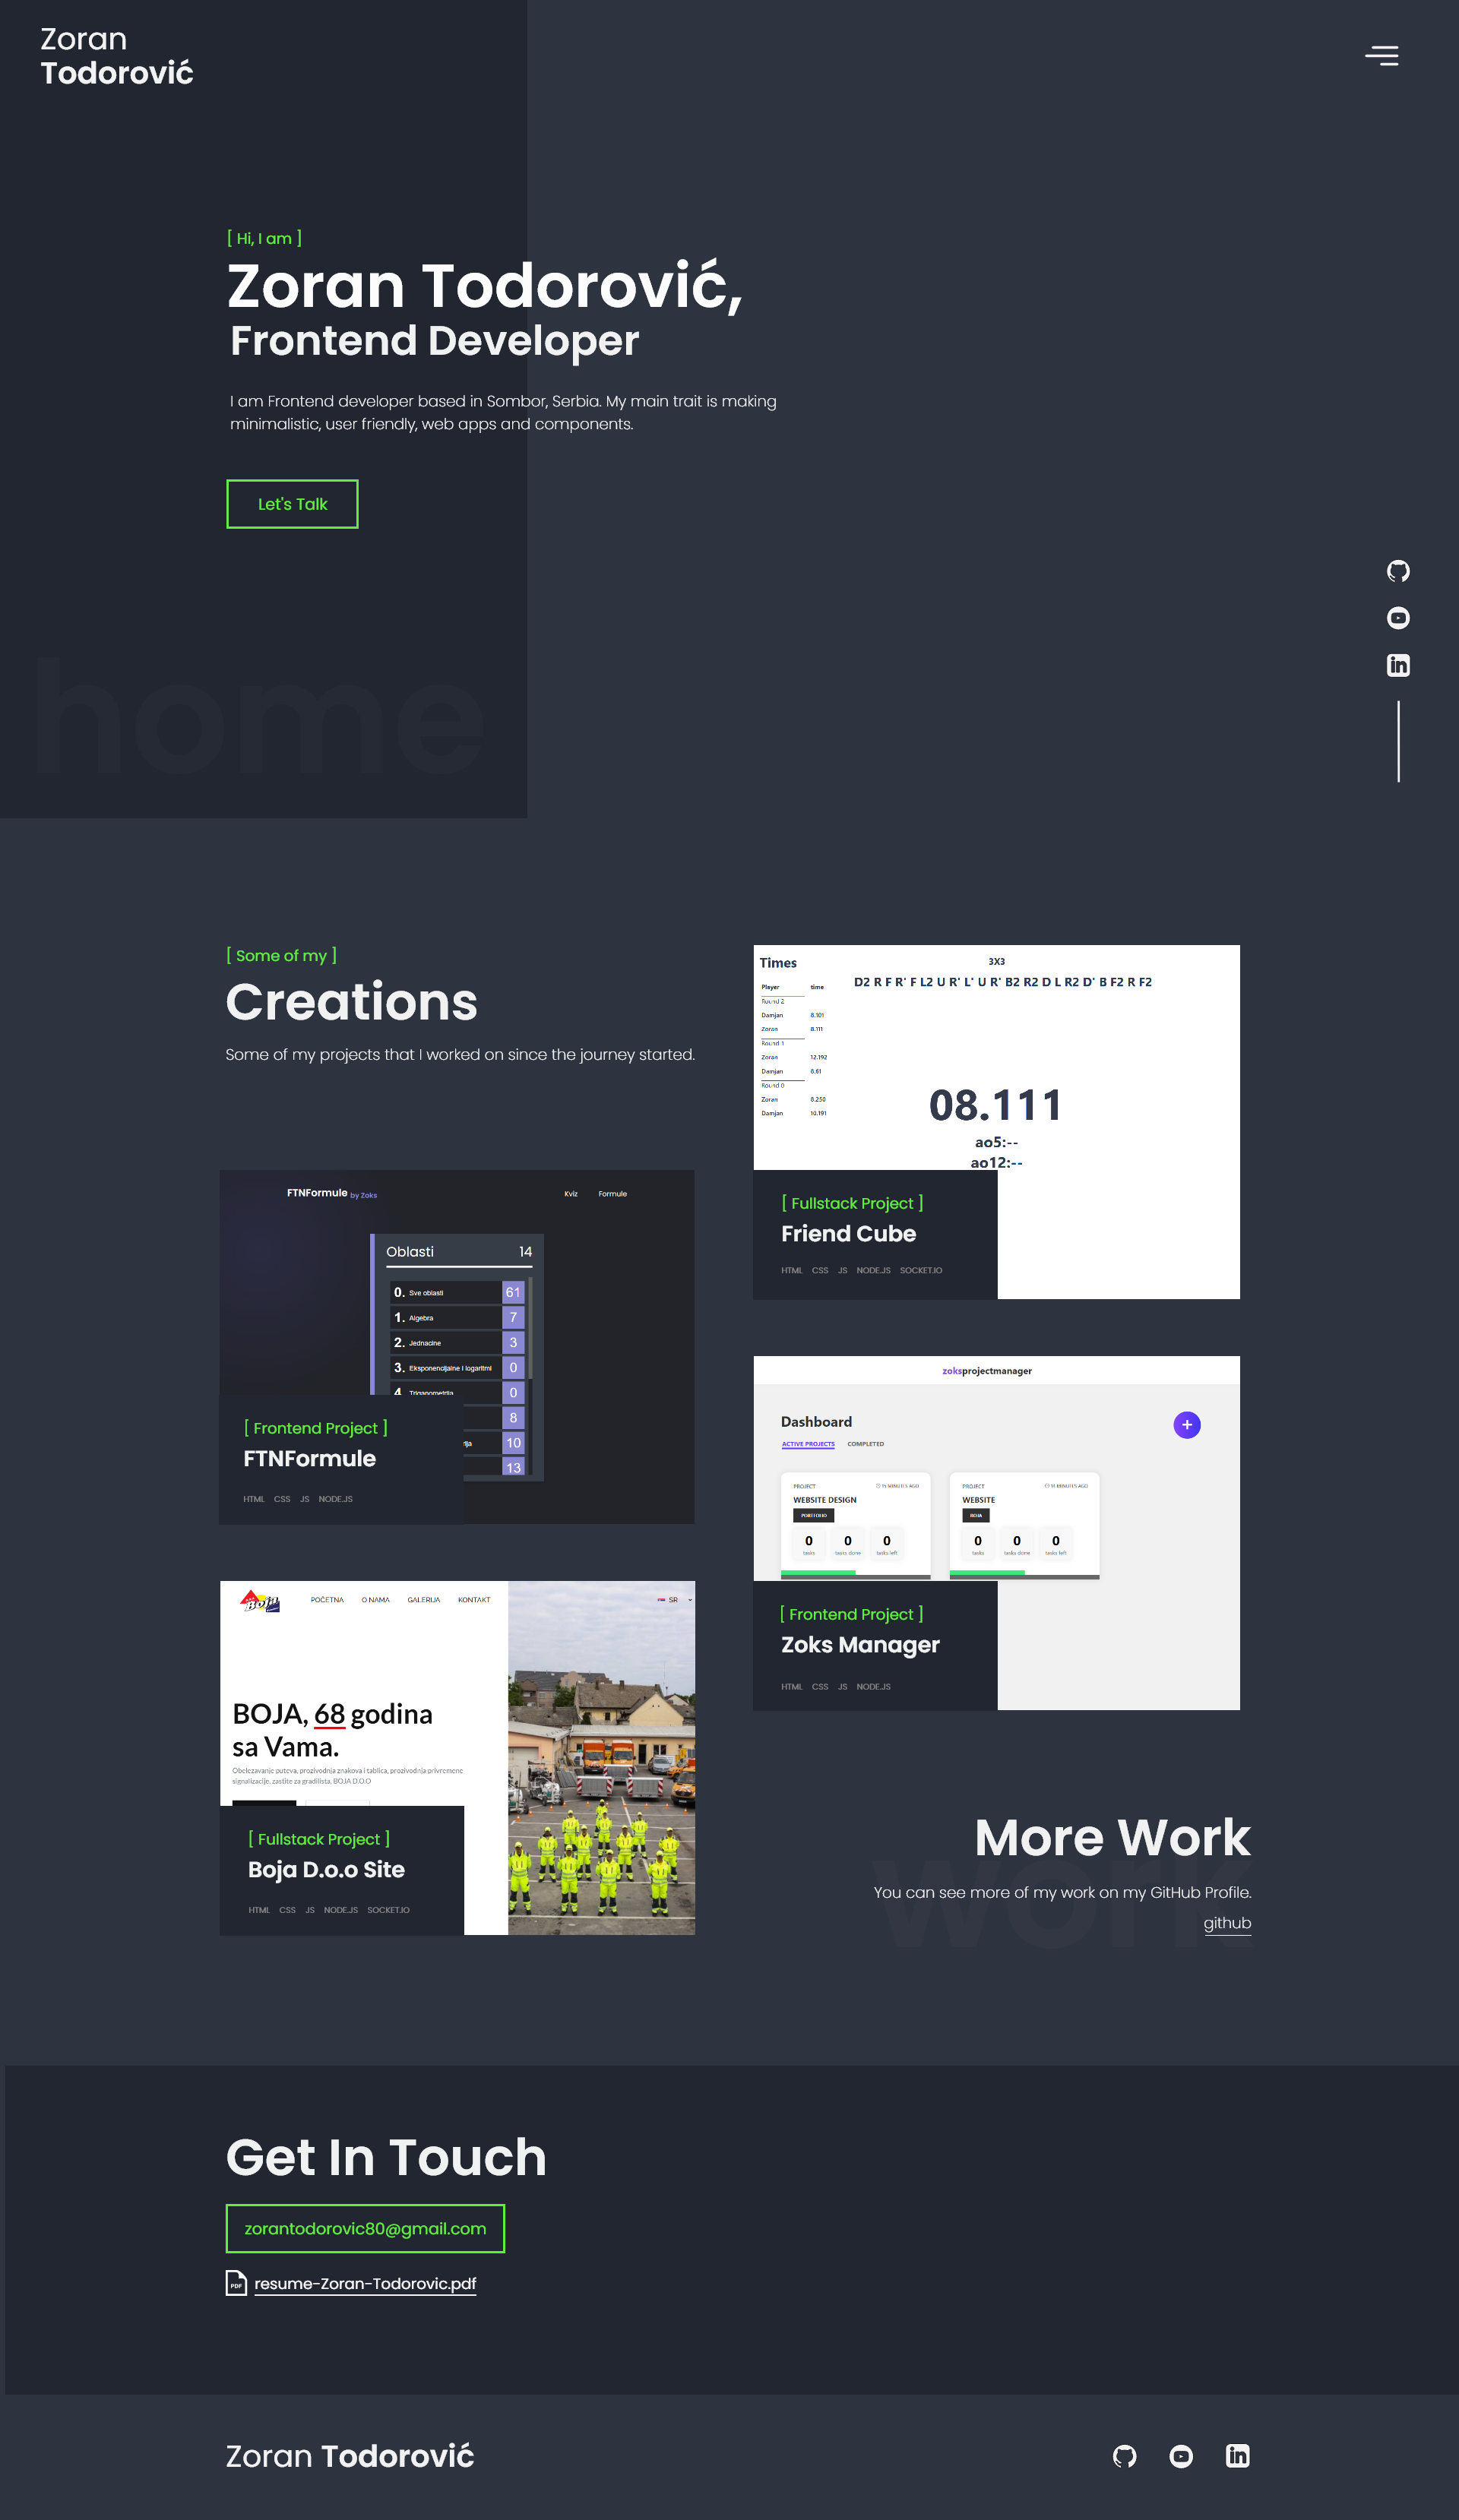 Zoran
Todorović
[ Hi, I am ]
Zoran Todorović,
Frontend Developer
I am Frontend developer based in Sombor, Serbia. My main trait is making
minimalistic, user friendly, web apps and components.
Let's Talk
home
[ Some of my ]
Creations
Some of my projects that I worked on since the journey started.
Times
3X3
D2 R F R' F L2 U R' L' U R' B2 R2 D L R2 D' B F2 R F2
Player time
Round 2
Damjan 8.101
Zoran 8.111
Round 1
Zoran 12.192
Damjan 8.61
Round 0
Zoran 8.250
Damjan 10.191
08.111
ao5:--
ao12:--
[ Fullstack Project ]
Friend Cube
HTML CSS JS NODE.JS SOCKET.IO
FTNFormule by Zoks
Kviz Formule
Oblasti 14
0. Sve oblasti 61
1. Algebra 7
2. Jednacine 3
3. Eksponencijalne I logaritmi 0
4. Trigonometrija 0
8
10
13
[ Frontend Project ]
FTNFormule
HTML CSS JS NODE.JS
zoksprojectmanager
Dashboard
+
ACTIVE PROJECTS COMPLETED
PROJECT 15 MINUTES AGO
WEBSITE DESIGN
PORTFOLIO
0 0 0
tasks tasks done tasks left
PROJECT 11 MINUTES AGO
WEBSITE
BOJA
0 0 0
tasks tasks done tasks left
[ Frontend Project ]
Zoks Manager
HTML CSS JS NODE.JS
BOJA
POČETNA O NAMA GALERIJA KONTAKT
SR
BOJA, 68 godina
sa Vama.
Obelezavanje puteva, prozivodnja znakova i tablica, prozivodnja privremene
signalizacije, zastite za gradilista, BOJA D.O.O
[ Fullstack Project ]
Boja D.o.o Site
HTML CSS JS NODE.JS SOCKET.IO
work
More Work
You can see more of my work on my GitHub Profile.
github
Get In Touch
zorantodorovic80@gmail.com
PDF
resume-Zoran-Todorovic.pdf
Zoran Todorović